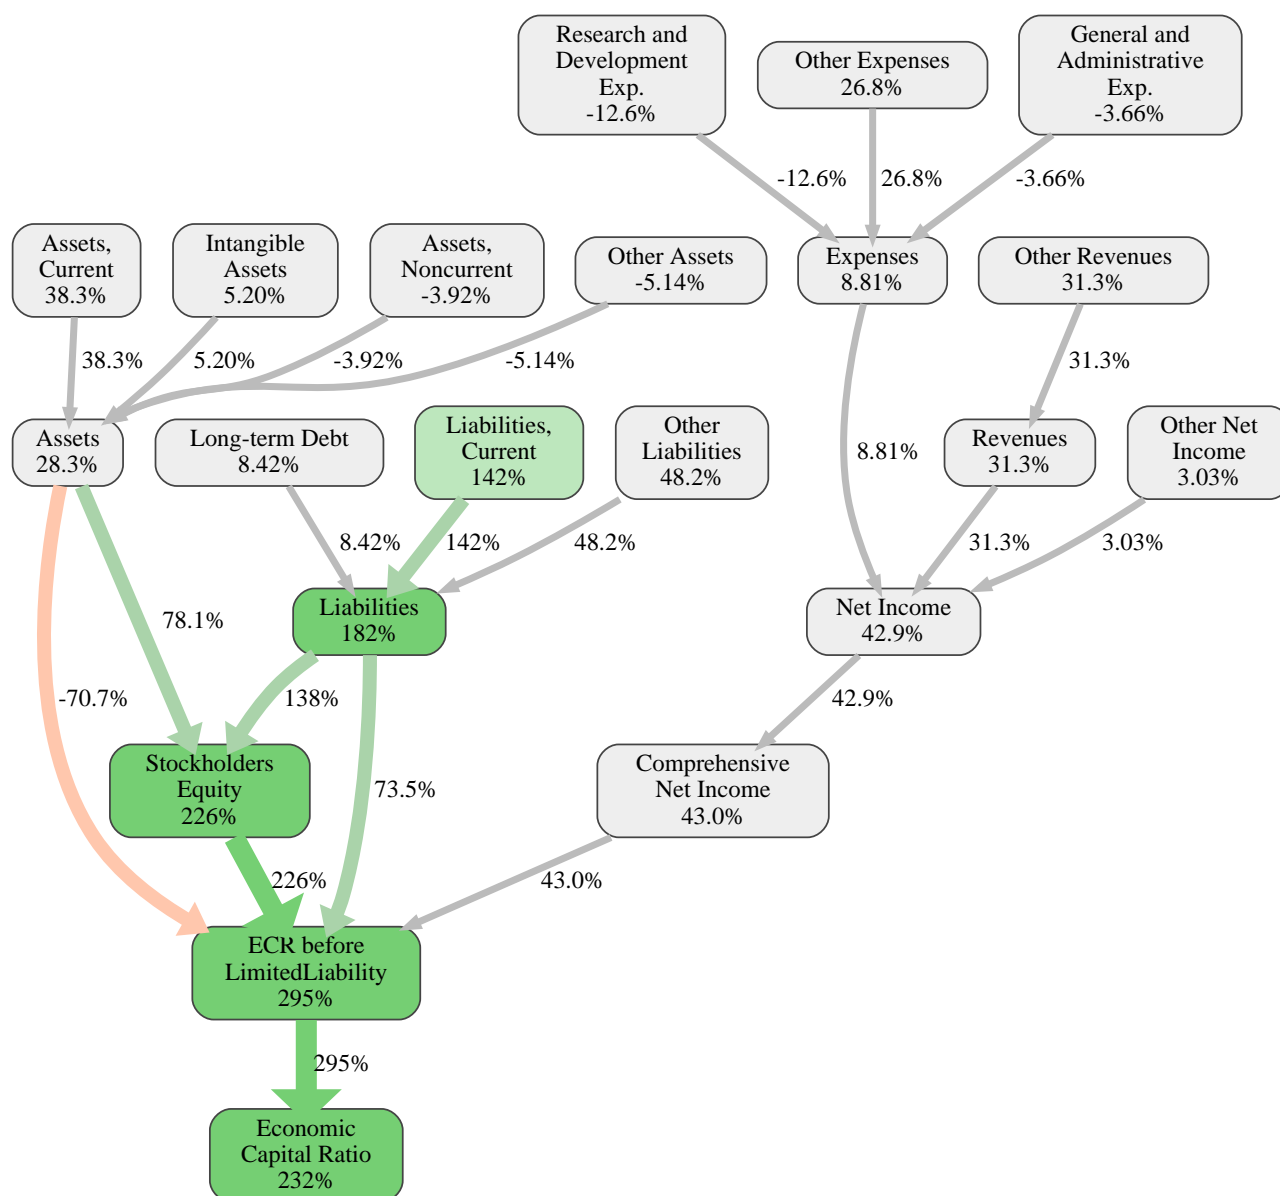 Research and
Development
Exp.
-12.6%
Other Expenses
26.8%
General and
Administrative
Exp.
-3.66%
-12.6%
26.8%
-3.66%
Assets,
Current
38.3%
Intangible
Assets
5.20%
Assets,
Noncurrent
-3.92%
Other Assets
-5.14%
Expenses
8.81%
Other Revenues
31.3%
38.3%
5.20%
-3.92%
-5.14%
31.3%
Assets
28.3%
Long-term Debt
8.42%
Liabilities,
Current
142%
Other
Liabilities
48.2%
8.81%
Revenues
31.3%
Other Net
Income
3.03%
8.42%
142%
48.2%
31.3%
3.03%
78.1%
Liabilities
182%
Net Income
42.9%
-70.7%
138%
42.9%
Stockholders
Equity
226%
73.5%
Comprehensive
Net Income
43.0%
226%
43.0%
ECR before
LimitedLiability
295%
295%
Economic
Capital Ratio
232%